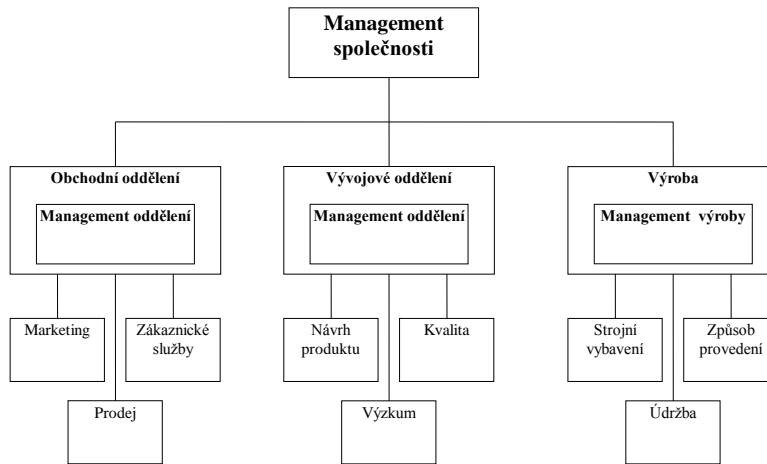 Management
společnosti
Obchodní oddělení
Management oddělení
Vývojové oddělení
Management oddělení
Výroba
Management výroby
Marketing
Zákaznické
služby
Prodej
Návrh
produktu
Kvalita
Výzkum
Strojní
vybavení
Způsob
provedení
Údržba